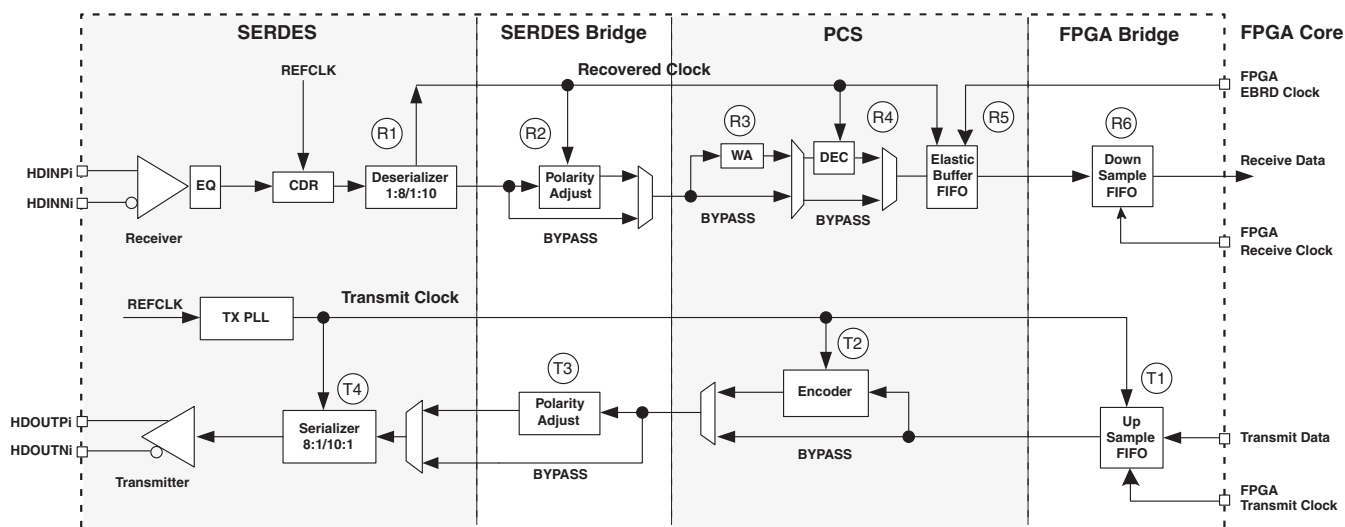 SERDES
SERDES Bridge
PCS
FPGA Bridge
FPGA Core
REFCLK
Recovered Clock
FPGA
EBRD Clock
R1
R2
R3
R4
R5
R6
HDINPi
HDINNi
EQ
CDR
Deserializer
1:8/1:10
Polarity
Adjust
WA
DEC
Elastic
Buffer
FIFO
Down
Sample
FIFO
Receive Data
BYPASS
BYPASS
BYPASS
Receiver
FPGA
Receive Clock
REFCLK
TX PLL
Transmit Clock
T4
T3
T2
T1
HDOUTPi
HDOUTNi
Serializer
8:1/10:1
Polarity
Adjust
Encoder
Up
Sample
FIFO
Transmit Data
BYPASS
BYPASS
Transmitter
FPGA
Transmit Clock